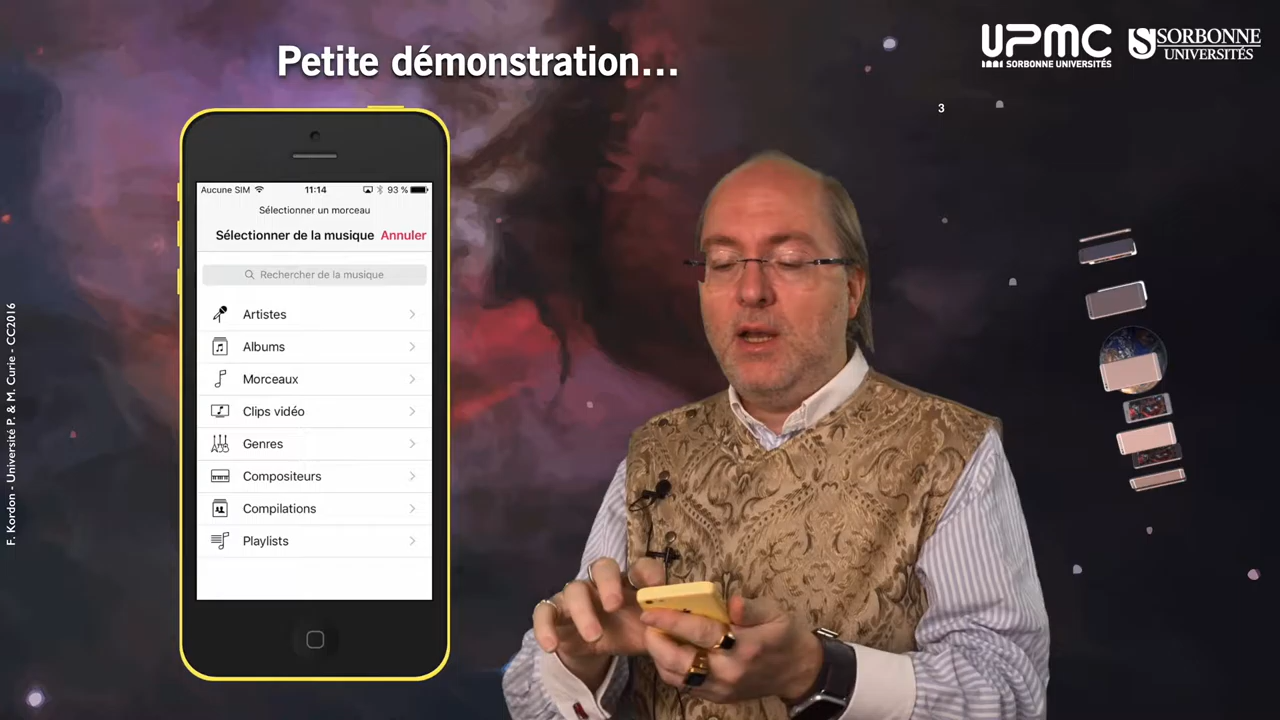 Petite démonstration...
UPMC
SORBONNE UNIVERSITÉS
SORBONNE
UNIVERSITÉS
3
Aucune SIM 11:14 93 %
Sélectionner un morceau
Sélectionner de la musique Annuler
Rechercher de la musique
Artistes
Albums
Morceaux
Clips vidéo
Genres
Compositeurs
Compilations
Playlists
F. Kordon - Université P. & M. Curie - CC2016